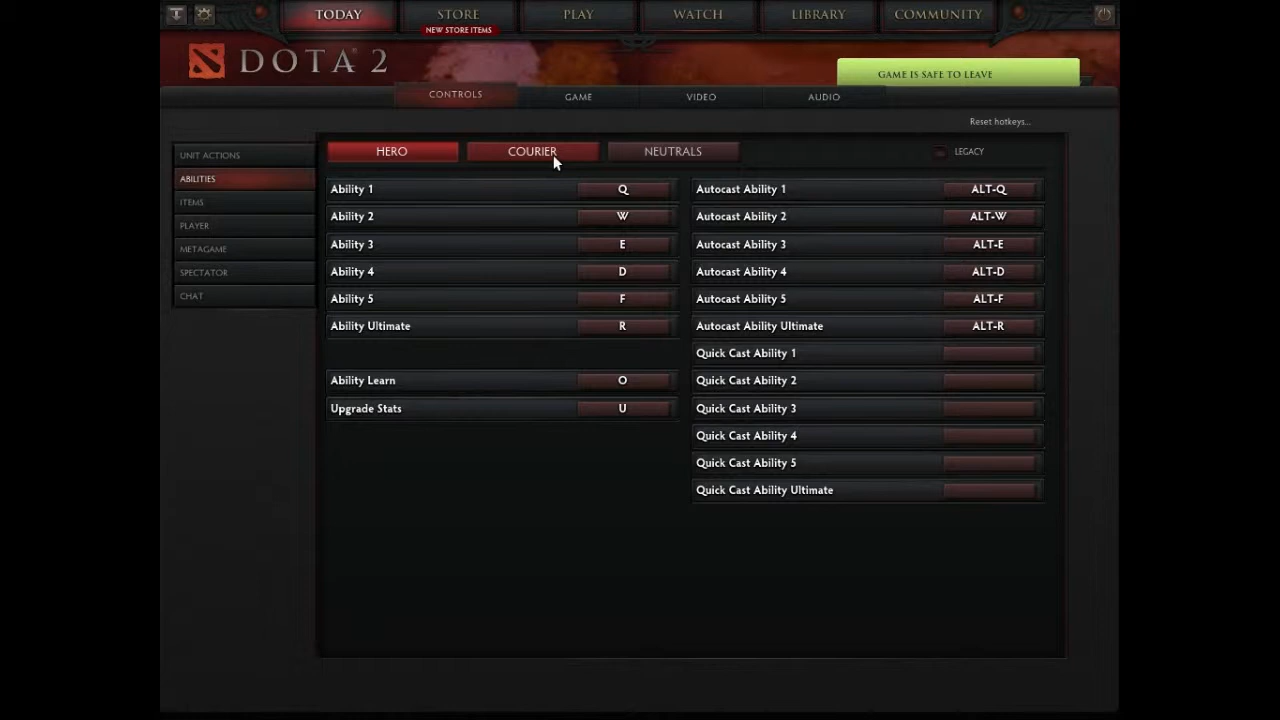 TODAY STORE PLAY WATCH LIBRARY COMMUNITY
NEW STORE ITEMS
DOTA 2
GAME IS SAFE TO LEAVE
CONTROLS GAME VIDEO AUDIO
Reset hotkeys...
UNIT ACTIONS
ABILITIES
ITEMS
PLAYER
METAGAME
SPECTATOR
CHAT
HERO COURIER NEUTRALS LEGACY
Ability 1 Q
Ability 2 W
Ability 3 E
Ability 4 D
Ability 5 F
Ability Ultimate R
Ability Learn O
Upgrade Stats U
Autocast Ability 1 ALT-Q
Autocast Ability 2 ALT-W
Autocast Ability 3 ALT-E
Autocast Ability 4 ALT-D
Autocast Ability 5 ALT-F
Autocast Ability Ultimate ALT-R
Quick Cast Ability 1
Quick Cast Ability 2
Quick Cast Ability 3
Quick Cast Ability 4
Quick Cast Ability 5
Quick Cast Ability Ultimate